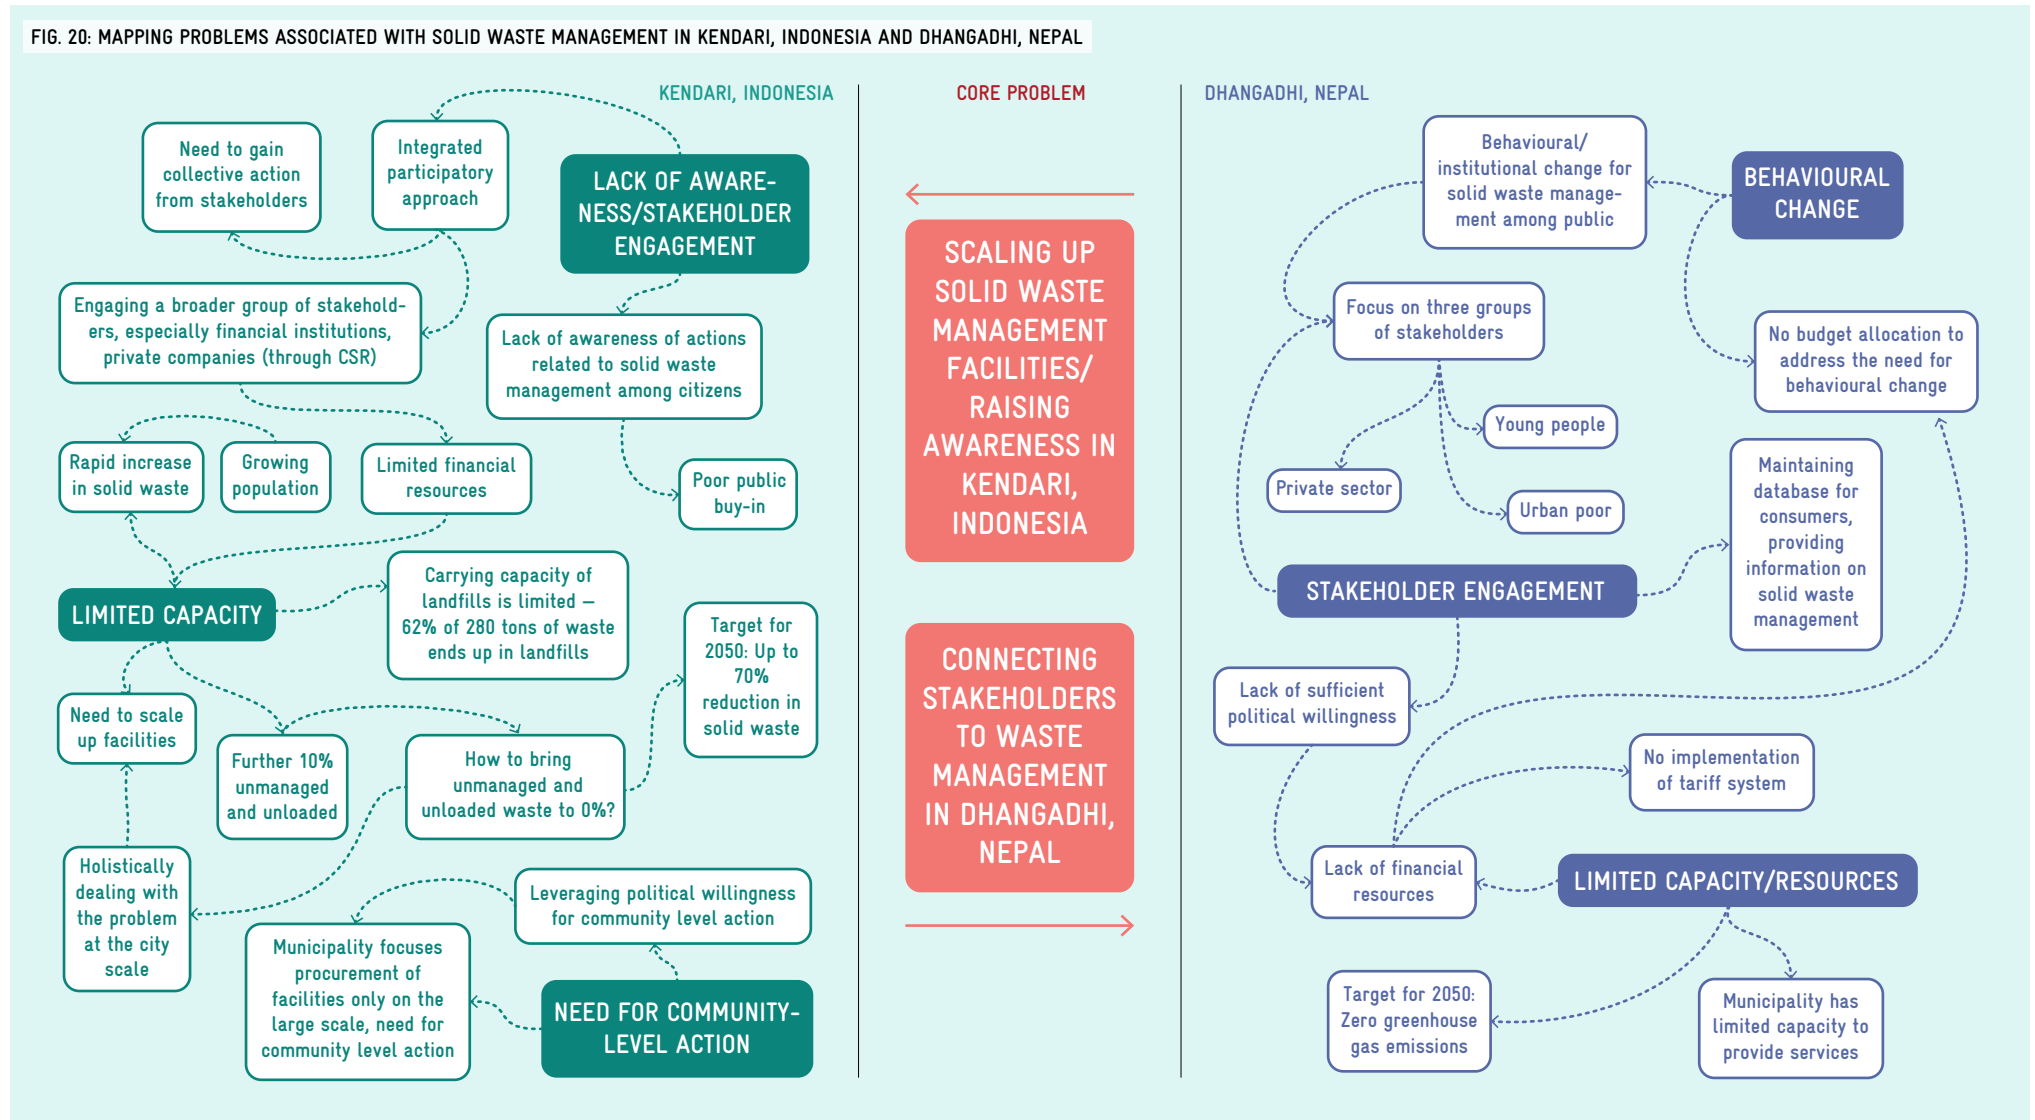 FIG. 20: MAPPING PROBLEMS ASSOCIATED WITH SOLID WASTE MANAGEMENT IN KENDARI, INDONESIA AND DHANGADHI, NEPAL
KENDARI, INDONESIA
Need to gain
collective action
from stakeholders
Integrated
participatory
approach
LACK OF AWARE-
NESS/STAKEHOLDER
ENGAGEMENT
Engaging a broader group of stakehold-
ers, especially financial institutions,
private companies (through CSR)
Lack of awareness of actions
related to solid waste
management among citizens
Rapid increase
in solid waste
Growing
population
Limited financial
resources
Poor public
buy-in
LIMITED CAPACITY
Carrying capacity of
landfills is limited –
62% of 280 tons of waste
ends up in landfills
Target for
2050: Up to
70%
reduction in
solid waste
Need to scale
up facilities
Further 10%
unmanaged
and unloaded
How to bring
unmanaged and
unloaded waste to 0%?
Holistically
dealing with
the problem
at the city
scale
Leveraging political willingness
for community level action
Municipality focuses
procurement of
facilities only on the
large scale, need for
community level action
NEED FOR COMMUNITY-
LEVEL ACTION
CORE PROBLEM
SCALING UP
SOLID WASTE
MANAGEMENT
FACILITIES/
RAISING
AWARENESS IN
KENDARI,
INDONESIA
CONNECTING
STAKEHOLDERS
TO WASTE
MANAGEMENT
IN DHANGADHI,
NEPAL
DHANGADHI, NEPAL
Behavioural/
institutional change for
solid waste manage-
ment among public
BEHAVIOURAL
CHANGE
Focus on three groups
of stakeholders
No budget allocation to
address the need for
behavioural change
Young people
Private sector
Urban poor
Maintaining
database for
consumers,
providing
information on
solid waste
management
STAKEHOLDER ENGAGEMENT
Lack of sufficient
political willingness
No implementation
of tariff system
Lack of financial
resources
LIMITED CAPACITY/RESOURCES
Target for 2050:
Zero greenhouse
gas emissions
Municipality has
limited capacity to
provide services